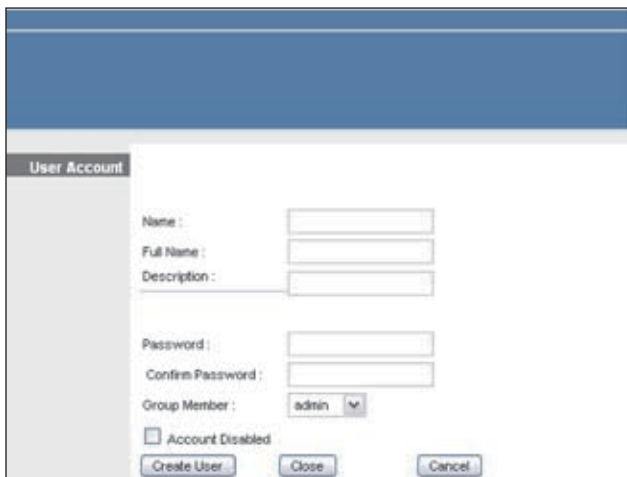 User Account
Name :
Full Name :
Description :
Password :
Confirm Password :
Group Member : admin
Account Disabled
Create User Close Cancel